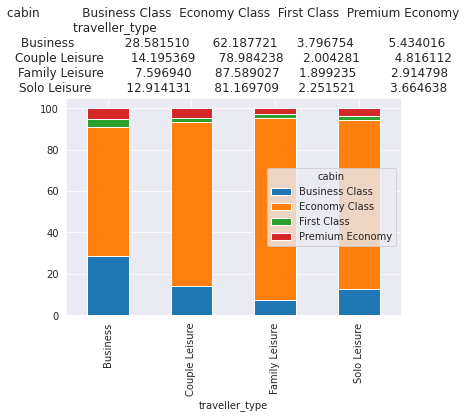 cabin Business Class Economy Class First Class Premium Economy
traveller_type
Business 28.581510 62.187721 3.796754 5.434016
Couple Leisure 14.195369 78.984238 2.004281 4.816112
Family Leisure 7.596940 87.589027 1.899235 2.914798
Solo Leisure 12.914131 81.169709 2.251521 3.664638
100
80
60
40
20
0
cabin
Business Class
Economy Class
First Class
Premium Economy
Business
Couple Leisure
Family Leisure
Solo Leisure
traveller_type